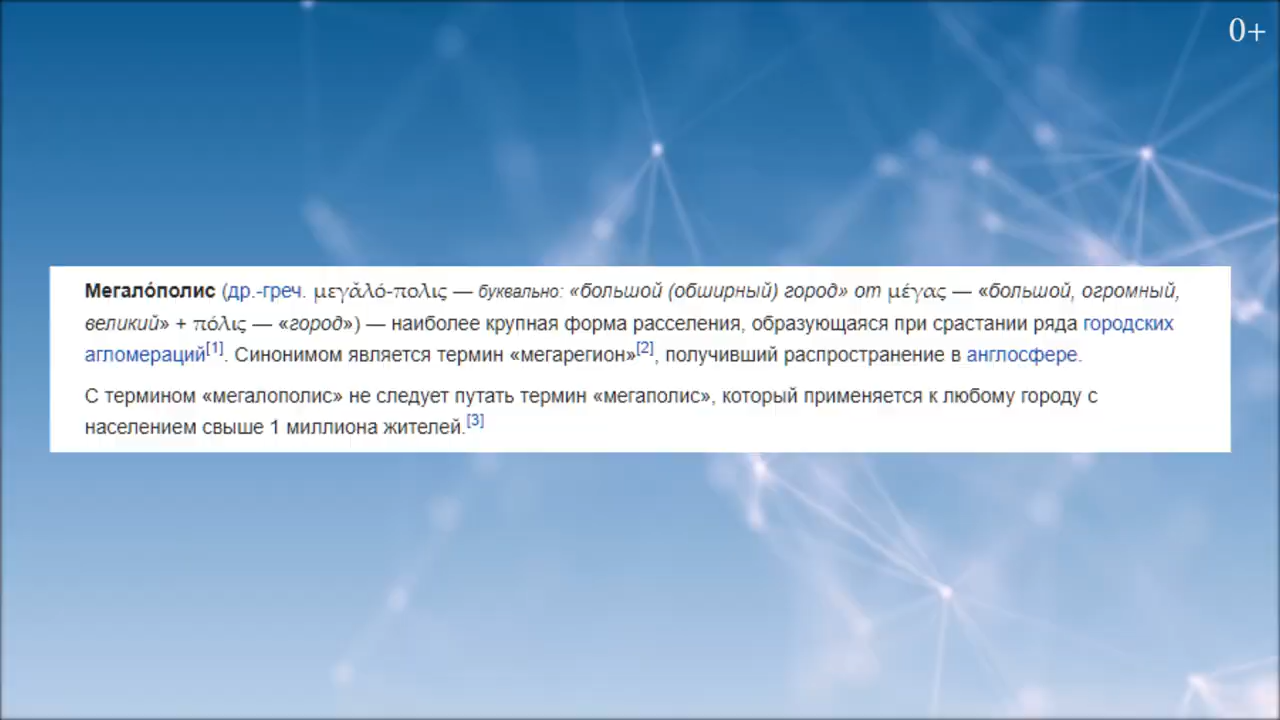 0+
Мегало́полис (др.-греч. μεγᾰλό-πολις — буквально: «большой (обширный) город» от μέγας — «большой, огромный,
великий» + πόλις — «город») — наиболее крупная форма расселения, образующаяся при срастании ряда городских
агломераций[1]. Синонимом является термин «мегарегион»[2], получивший распространение в англосфере.
С термином «мегалополис» не следует путать термин «мегаполис», который применяется к любому городу с
населением свыше 1 миллиона жителей.[3]